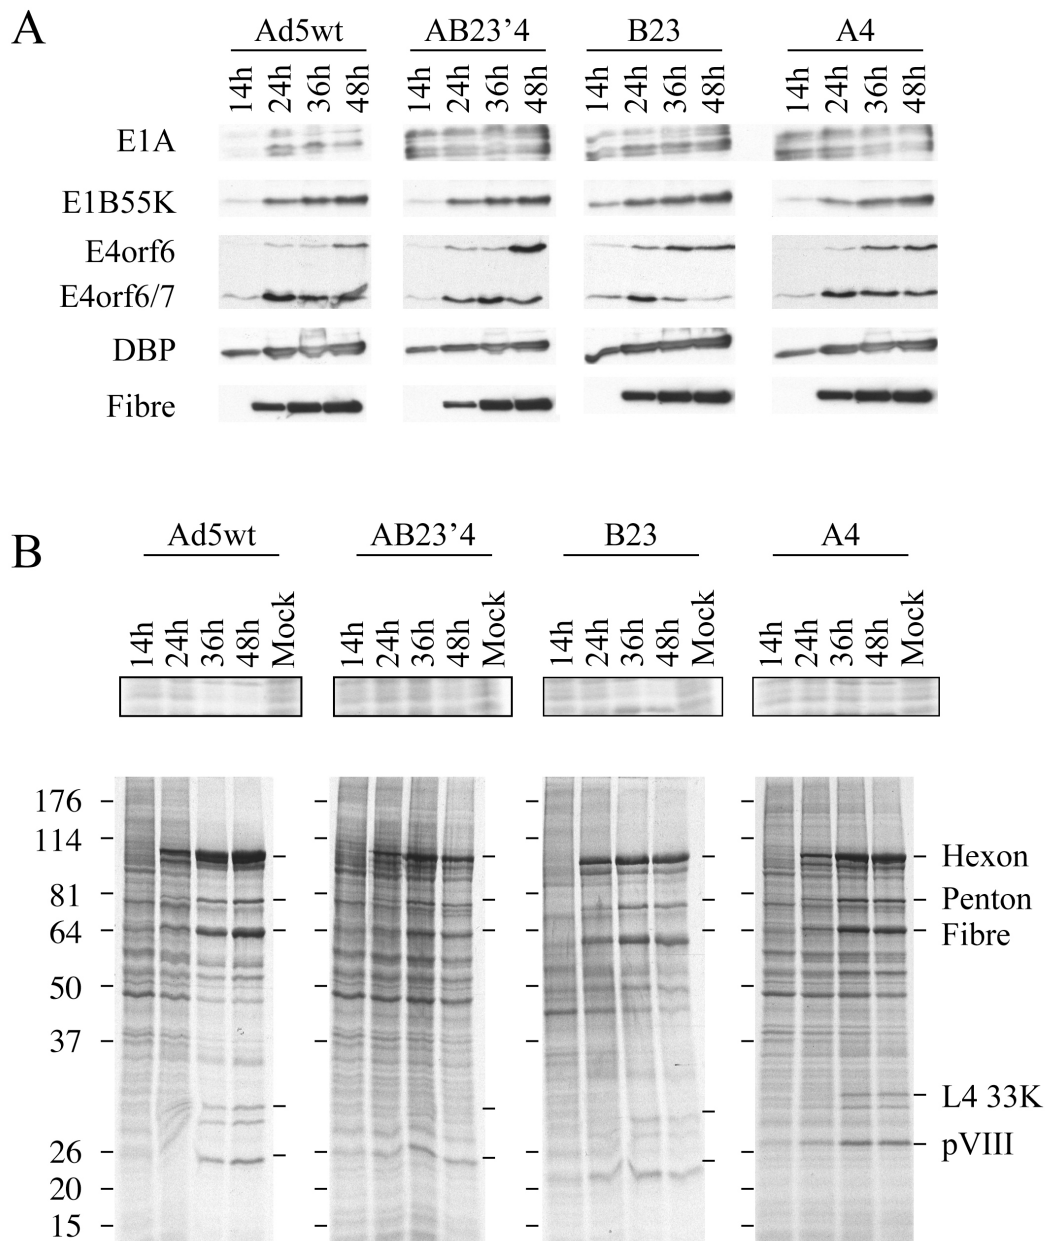 A
Ad5wt AB23'4 B23 A4
14h 24h 36h 48h 14h 24h 36h 48h 14h 24h 36h 48h 14h 24h 36h 48h
E1A
E1B55K
E4orf6
E4orf6/7
DBP
Fibre
B
Ad5wt AB23'4 B23 A4
14h 24h 36h 48h Mock 14h 24h 36h 48h Mock 14h 24h 36h 48h Mock 14h 24h 36h 48h Mock
176
114
Hexon
81
Penton
64
Fibre
50
37
L4 33K
26
pVIII
20
15